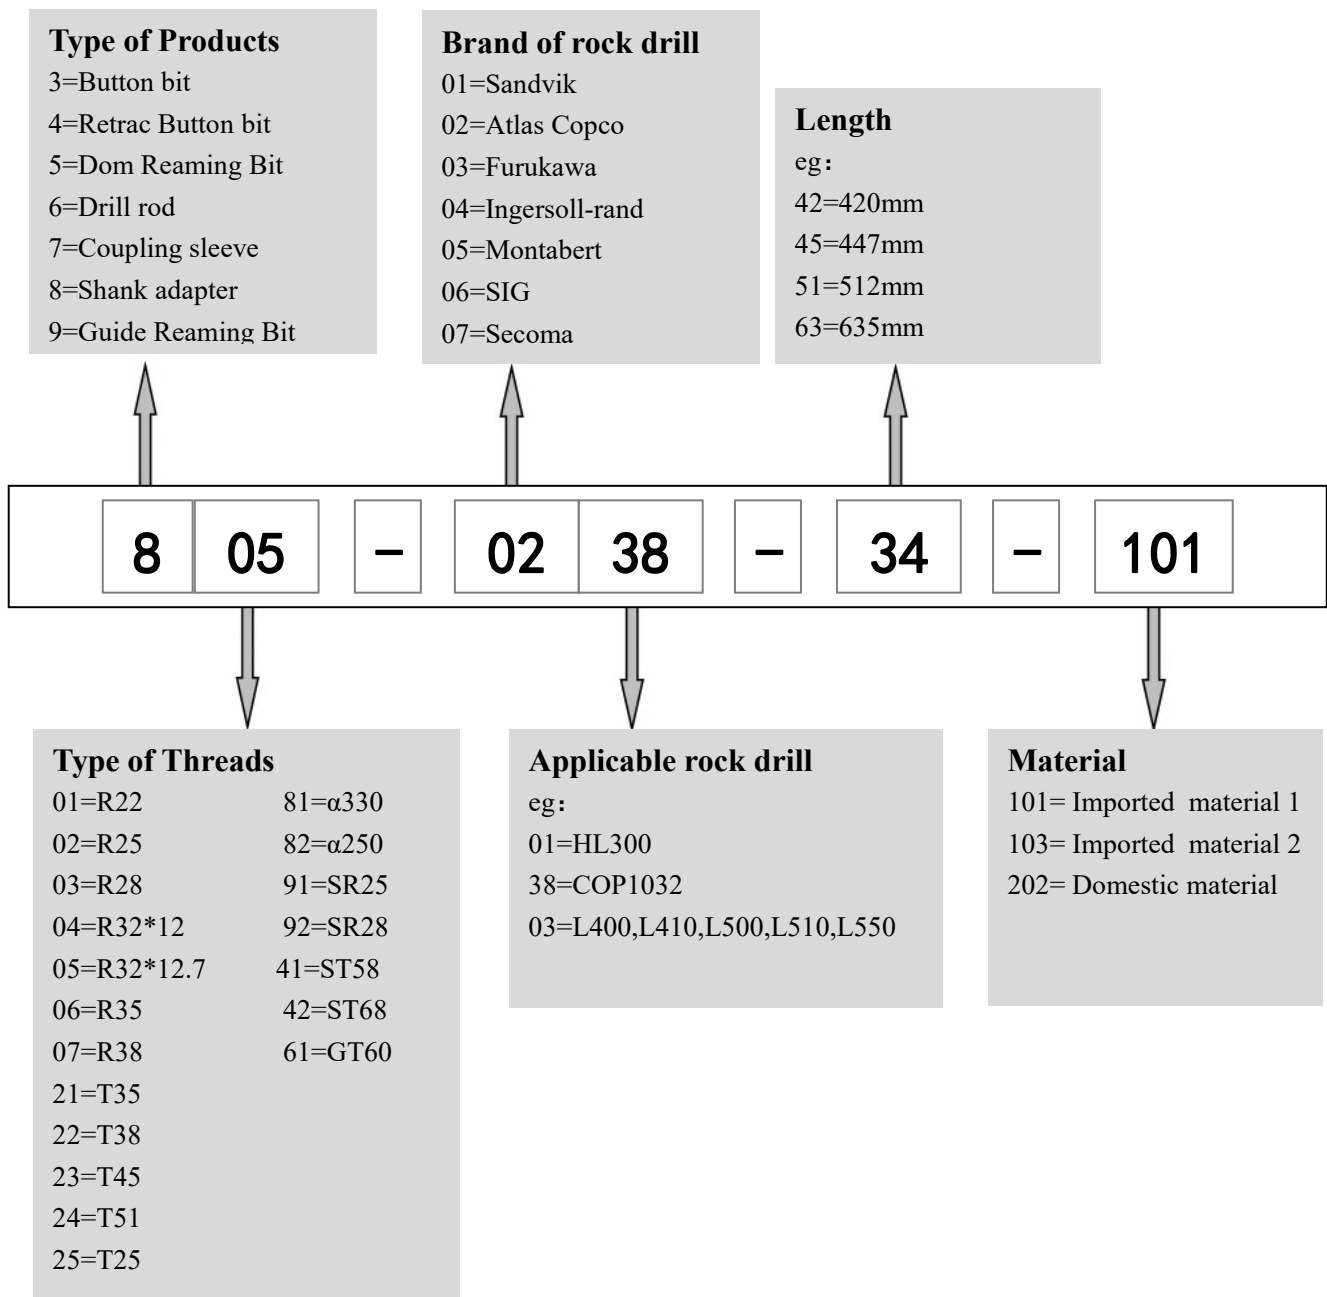 Type of Products
3=Button bit
4=Retrac Button bit
5=Dom Reaming Bit
6=Drill rod
7=Coupling sleeve
8=Shank adapter
9=Guide Reaming Bit
Brand of rock drill
01=Sandvik
02=Atlas Copco
03=Furukawa
04=Ingersoll-rand
05=Montabert
06=SIG
07=Secoma
Length
eg：
42=420mm
45=447mm
51=512mm
63=635mm
8 05 - 02 38 - 34 - 101
Type of Threads
01=R22 81=α330
02=R25 82=α250
03=R28 91=SR25
04=R32*12 92=SR28
05=R32*12.7 41=ST58
06=R35 42=ST68
07=R38 61=GT60
21=T35
22=T38
23=T45
24=T51
25=T25
Applicable rock drill
eg：
01=HL300
38=COP1032
03=L400,L410,L500,L510,L550
Material
101= Imported material 1
103= Imported material 2
202= Domestic material